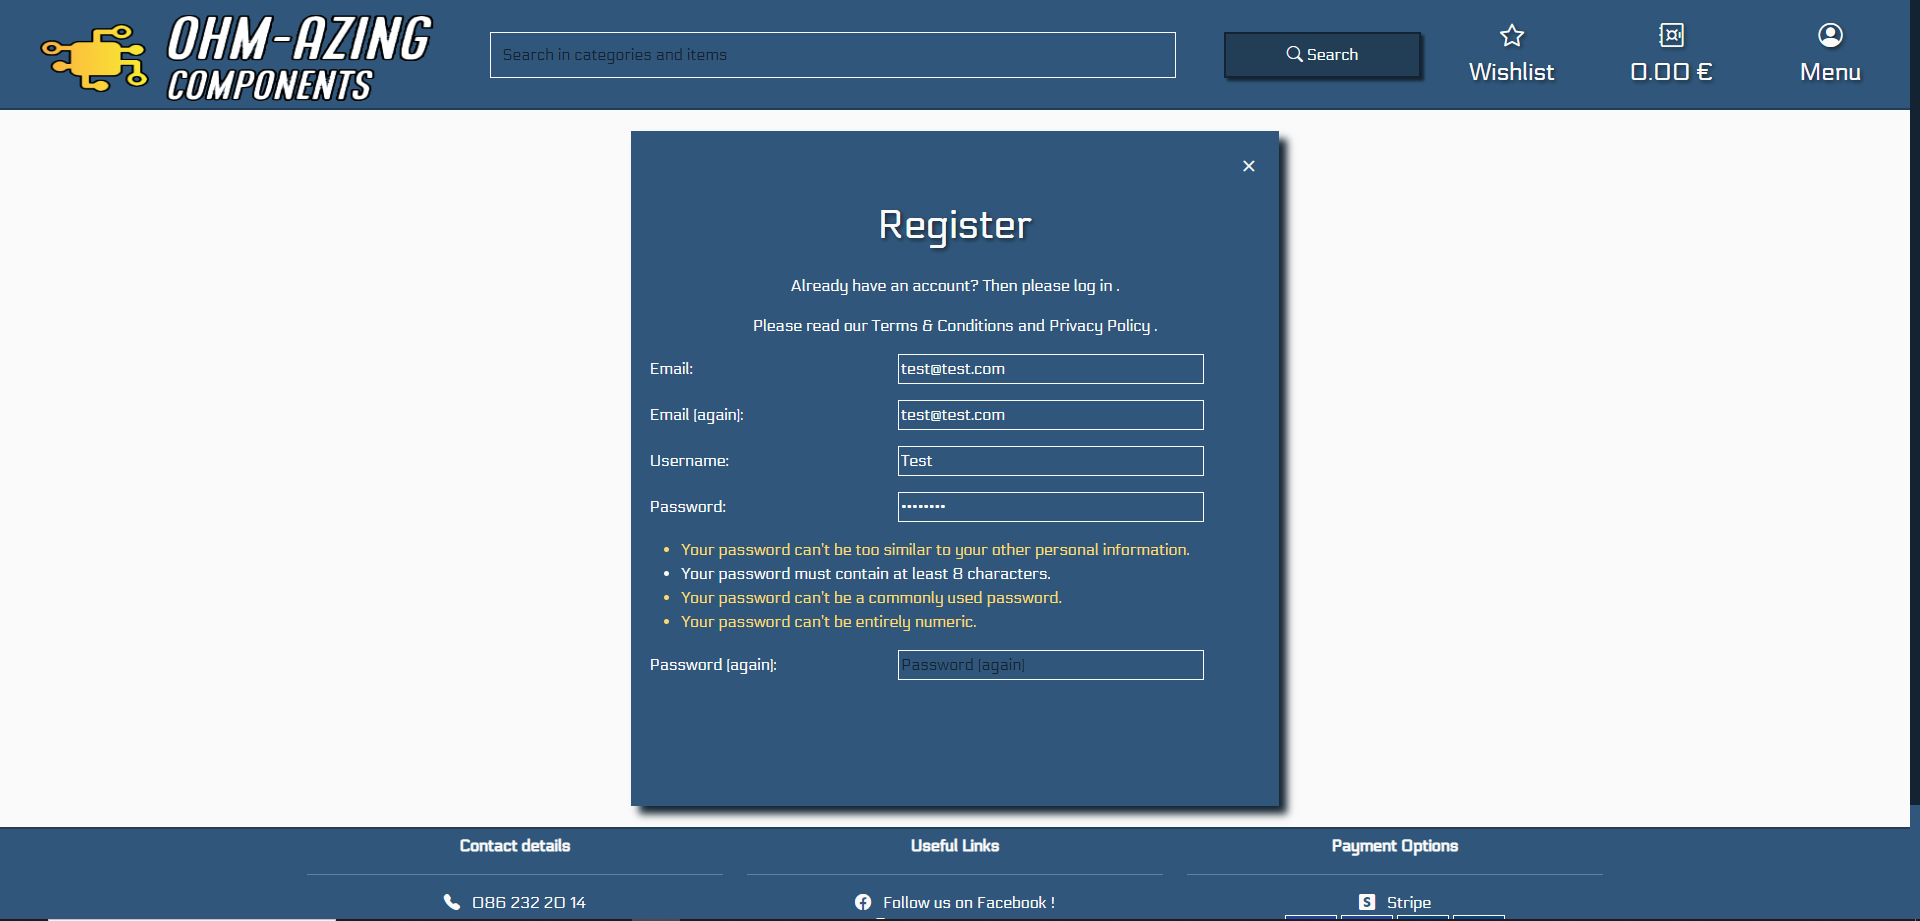 OHM-AZING
COMPONENTS
Search in categories and items
Search
Wishlist
0.00 €
Menu
×
Register
Already have an account? Then please log in .
Please read our Terms & Conditions and Privacy Policy .
Email:
test@test.com
Email (again):
test@test.com
Username:
Test
Password:
••••••••
• Your password can't be too similar to your other personal information.
• Your password must contain at least 8 characters.
• Your password can't be a commonly used password.
• Your password can't be entirely numeric.
Password (again):
Password (again)
Contact details
Useful Links
Payment Options
086 232 20 14
Follow us on Facebook !
S Stripe